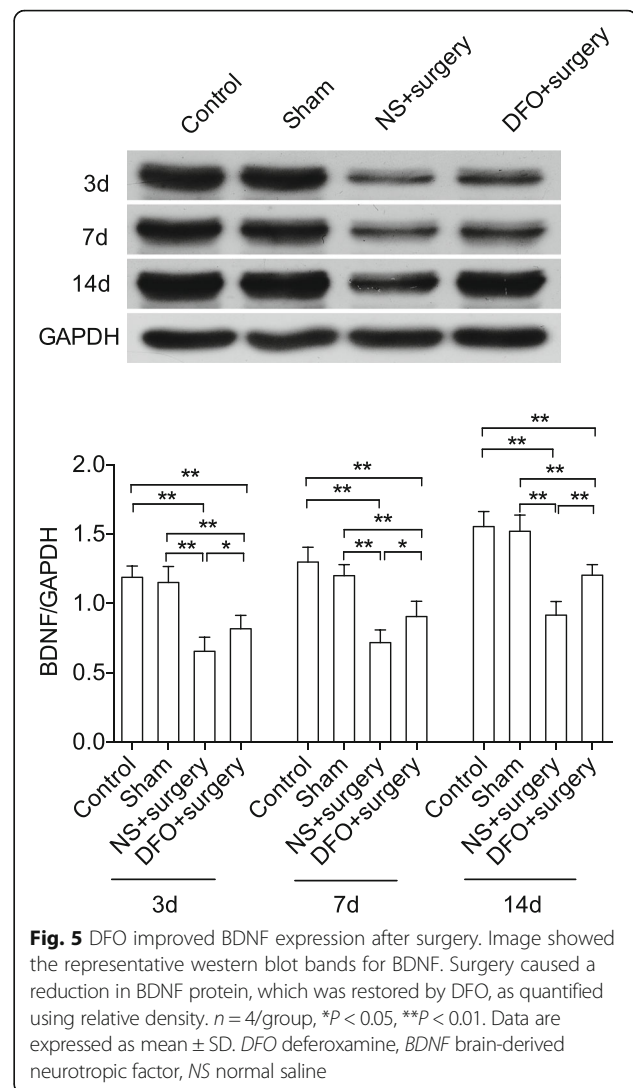 Control Sham NS+surgery DFO+surgery
3d
7d
14d
GAPDH
** ** ** ** *
** ** ** ** *
** ** ** ** **
BDNF/GAPDH
2.0
1.5
1.0
0.5
0.0
Control Sham NS+surgery DFO+surgery Control Sham NS+surgery DFO+surgery Control Sham NS+surgery DFO+surgery
3d 7d 14d
Fig. 5 DFO improved BDNF expression after surgery. Image showed
the representative western blot bands for BDNF. Surgery caused a
reduction in BDNF protein, which was restored by DFO, as quantified
using relative density. n = 4/group, *P < 0.05, **P < 0.01. Data are
expressed as mean ± SD. DFO deferoxamine, BDNF brain-derived
neurotropic factor, NS normal saline